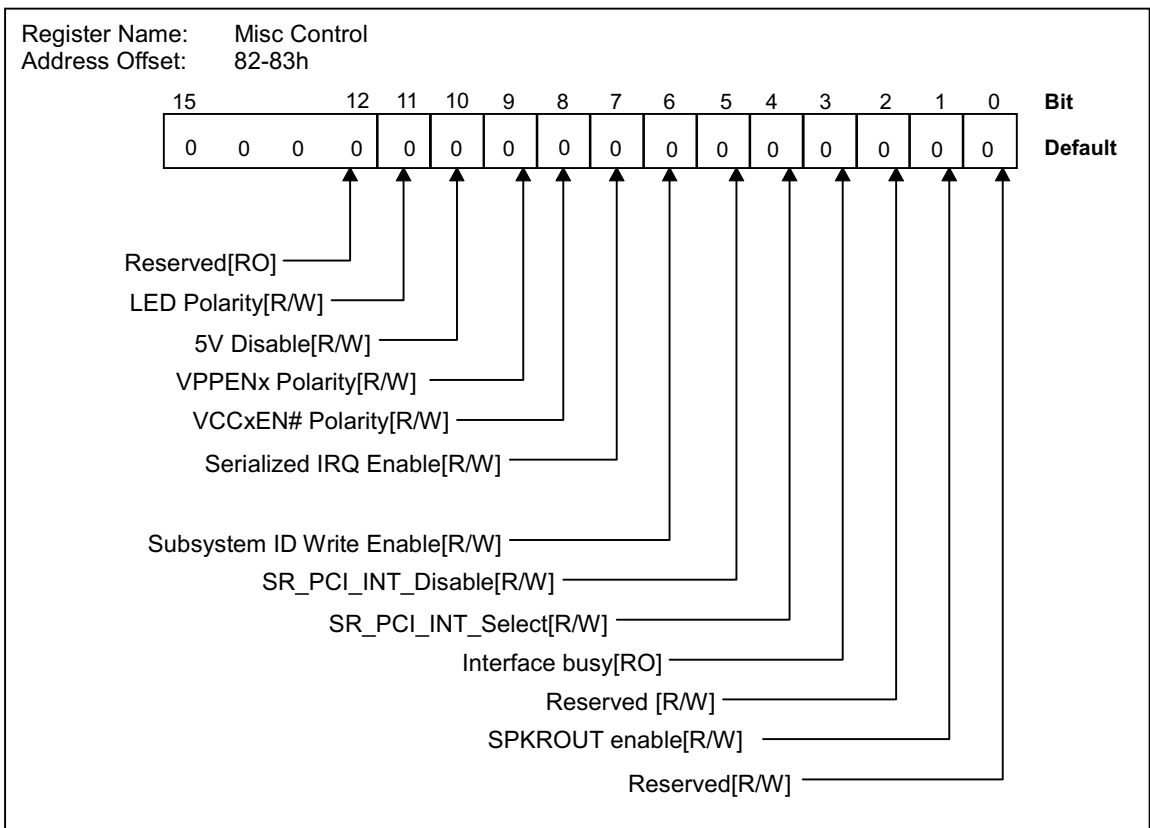 Register Name: Misc Control
Address Offset: 82-83h
15 12 11 10 9 8 7 6 5 4 3 2 1 0 Bit
0 0 0 0 0 0 0 0 0 0 0 0 0 0 0 0 Default
Reserved[RO]
LED Polarity[R/W]
5V Disable[R/W]
VPPENx Polarity[R/W]
VCCxEN# Polarity[R/W]
Serialized IRQ Enable[R/W]
Subsystem ID Write Enable[R/W]
SR_PCI_INT_Disable[R/W]
SR_PCI_INT_Select[R/W]
Interface busy[RO]
Reserved [R/W]
SPKROUT enable[R/W]
Reserved[R/W]